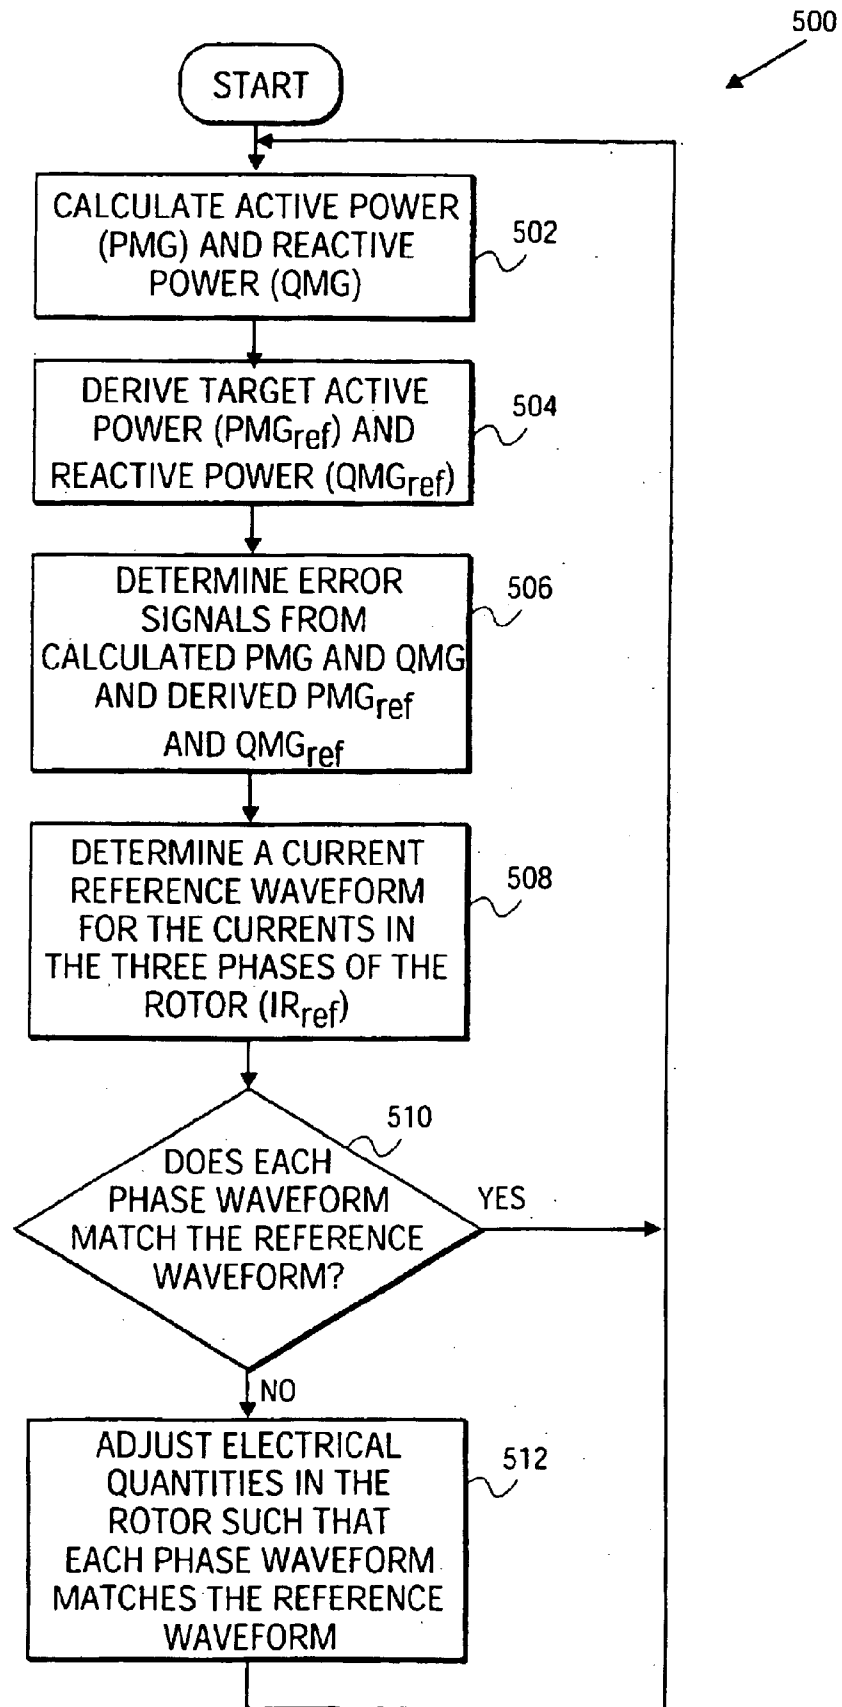 500
START
CALCULATE ACTIVE POWER
(PMG) AND REACTIVE
POWER (QMG)
502
DERIVE TARGET ACTIVE
POWER (PMGref) AND
REACTIVE POWER (QMGref)
504
DETERMINE ERROR
SIGNALS FROM
CALCULATED PMG AND QMG
AND DERIVED PMGref
AND QMGref
506
DETERMINE A CURRENT
REFERENCE WAVEFORM
FOR THE CURRENTS IN
THE THREE PHASES OF THE
ROTOR (IRref)
508
510
DOES EACH
PHASE WAVEFORM
MATCH THE REFERENCE
WAVEFORM?
YES
NO
ADJUST ELECTRICAL
QUANTITIES IN THE
ROTOR SUCH THAT
EACH PHASE WAVEFORM
MATCHES THE REFERENCE
WAVEFORM
512